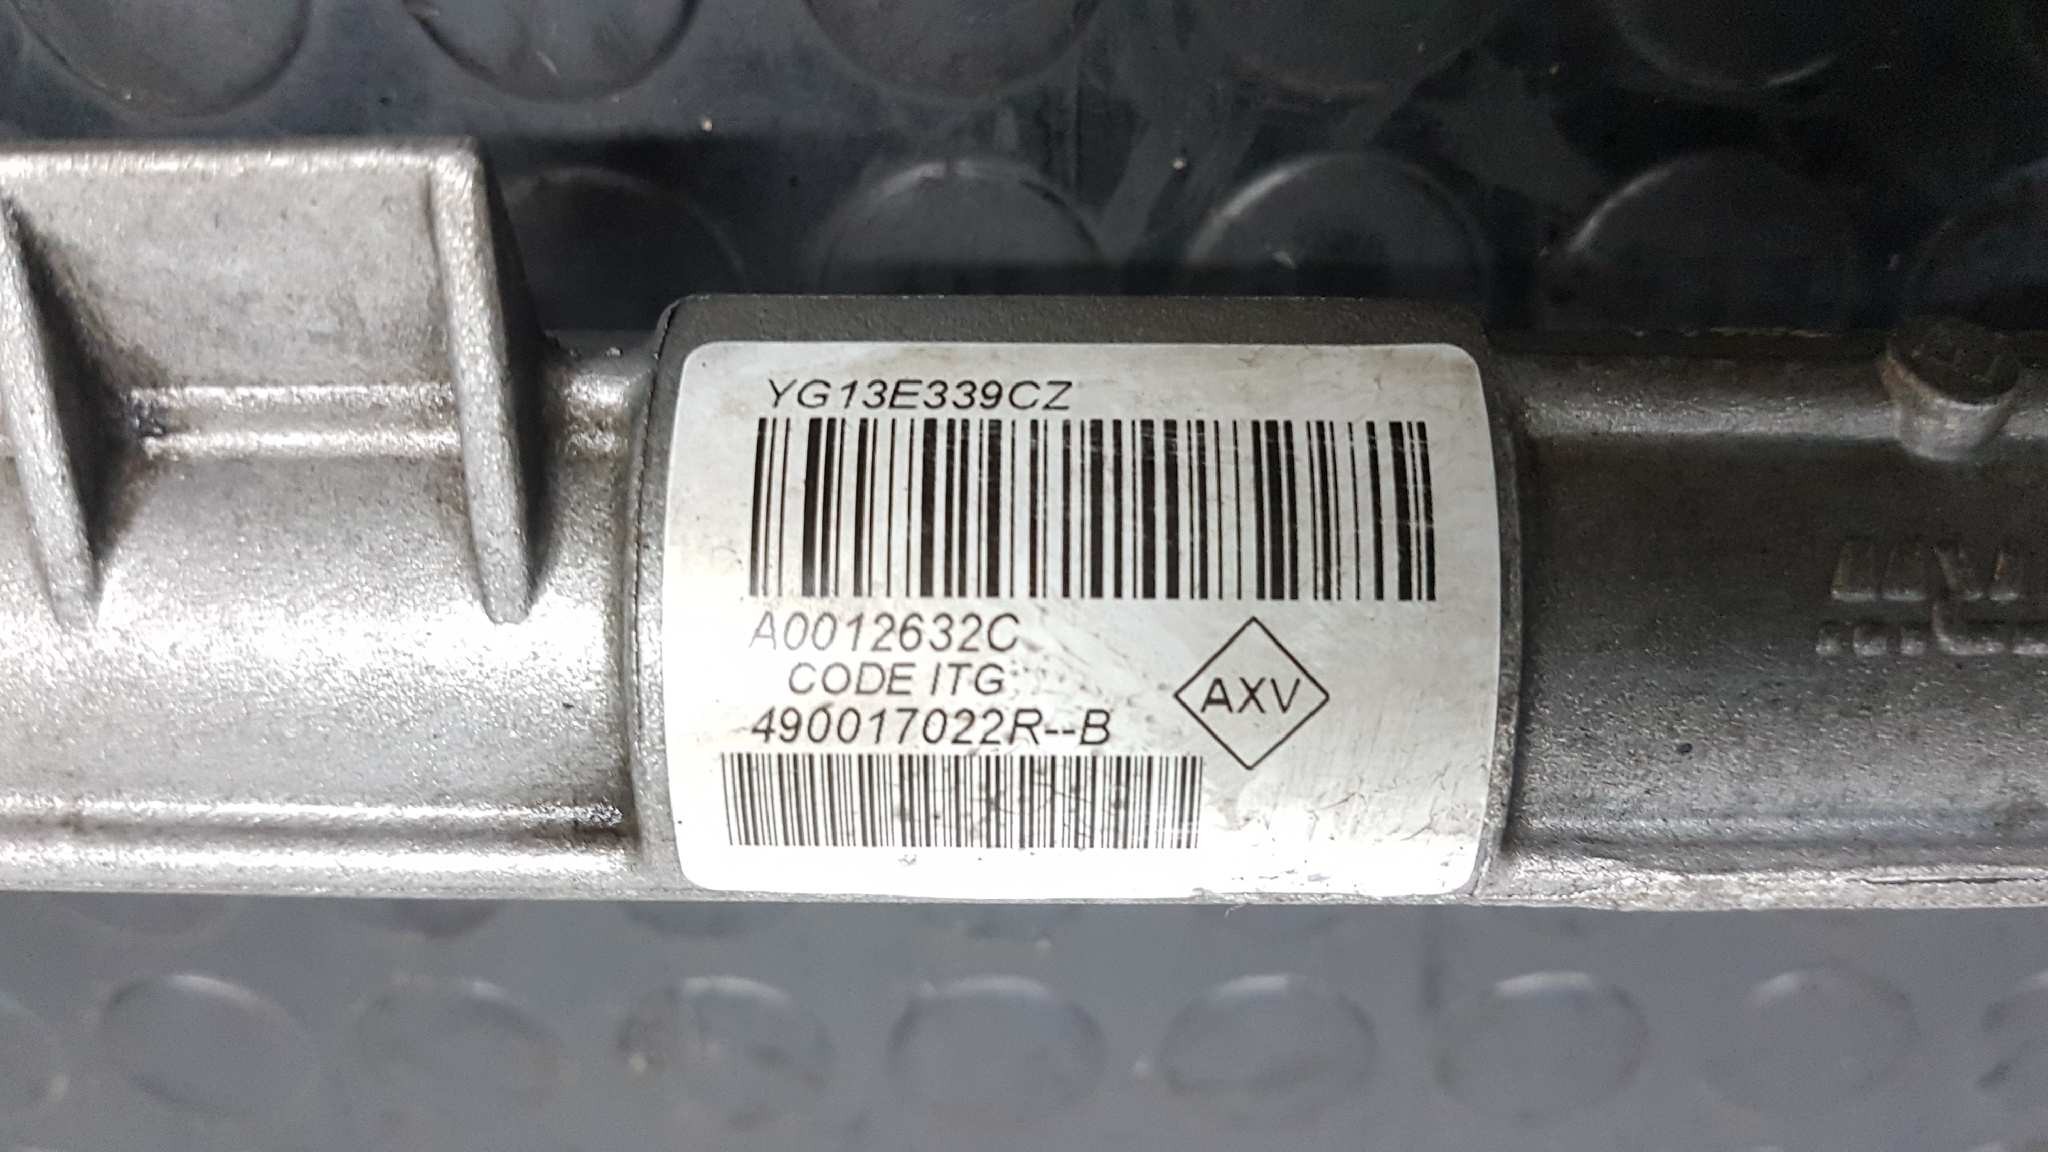 YG13E339CZ
A0012632C
CODE ITG
AXV
490017022R--B